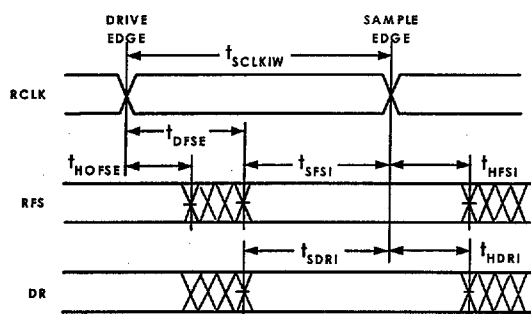 DRIVE EDGE
SAMPLE EDGE
tSCLKIW
RCLK
tDFSE
tHOFSE
tSFSI
tHFSI
RFS
tSDRI
tHDRI
DR